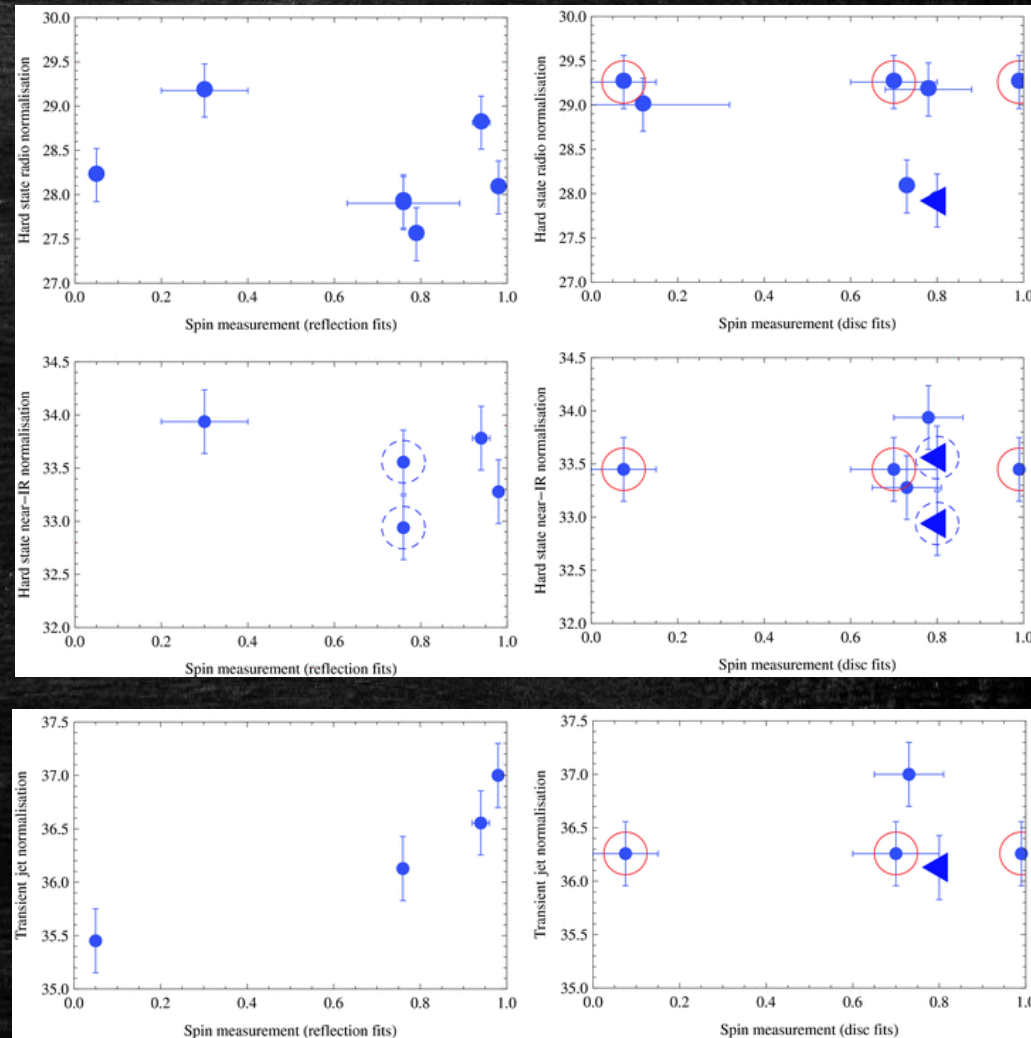 30.0
29.5
29.0
28.5
28.0
27.5
27.0
Hard state radio normalisation
0.0 0.2 0.4 0.6 0.8 1.0
Spin measurement (reflection fits)
30.0
29.5
29.0
28.5
28.0
27.5
27.0
Hard state radio normalisation
0.0 0.2 0.4 0.6 0.8 1.0
Spin measurement (disc fits)
34.5
34.0
33.5
33.0
32.5
32.0
Hard state near-IR normalisation
0.0 0.2 0.4 0.6 0.8 1.0
Spin measurement (reflection fits)
34.5
34.0
33.5
33.0
32.5
32.0
Hard state near-IR normalisation
0.0 0.2 0.4 0.6 0.8 1.0
Spin measurement (disc fits)
37.5
37.0
36.5
36.0
35.5
35.0
Transient jet normalisation
0.0 0.2 0.4 0.6 0.8 1.0
Spin measurement (reflection fits)
37.5
37.0
36.5
36.0
35.5
35.0
Transient jet normalisation
0.0 0.2 0.4 0.6 0.8 1.0
Spin measurement (disc fits)